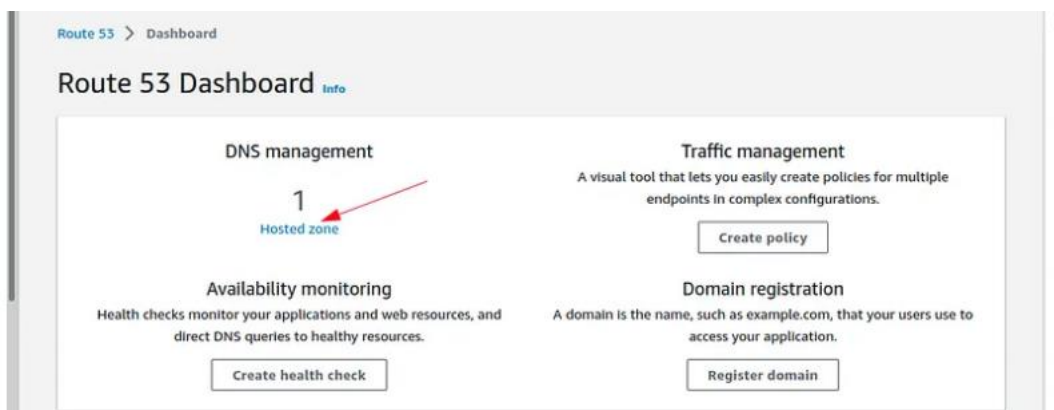 Route 53 > Dashboard
Route 53 Dashboard Info
DNS management
1
Hosted zone
Traffic management
A visual tool that lets you easily create policies for multiple
endpoints in complex configurations.
Create policy
Availability monitoring
Health checks monitor your applications and web resources, and
direct DNS queries to healthy resources.
Create health check
Domain registration
A domain is the name, such as example.com, that your users use to
access your application.
Register domain